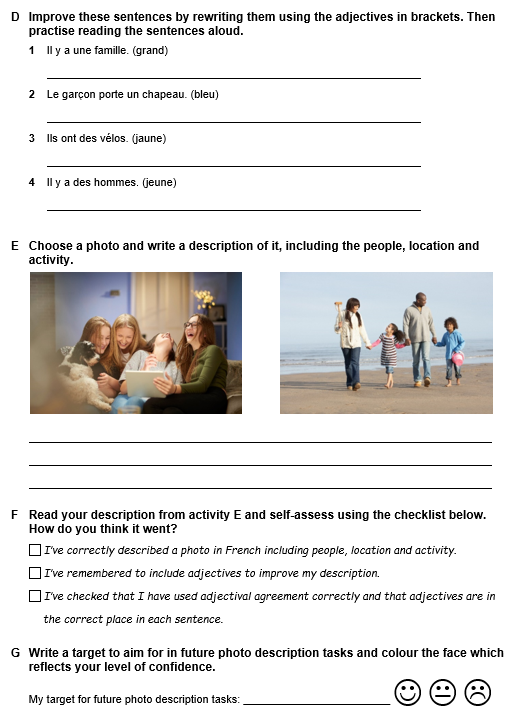 D Improve these sentences by rewriting them using the adjectives in brackets. Then
practise reading the sentences aloud.
1 Il y a une famille. (grand)
2 Le garçon porte un chapeau. (bleu)
3 Ils ont des vélos. (jaune)
4 Il y a des hommes. (jeune)
E Choose a photo and write a description of it, including the people, location and
activity.
F Read your description from activity E and self-assess using the checklist below.
How do you think it went?
I've correctly described a photo in French including people, location and activity.
I've remembered to include adjectives to improve my description.
I've checked that I have used adjectival agreement correctly and that adjectives are in
the correct place in each sentence.
G Write a target to aim for in future photo description tasks and colour the face which
reflects your level of confidence.
My target for future photo description tasks: